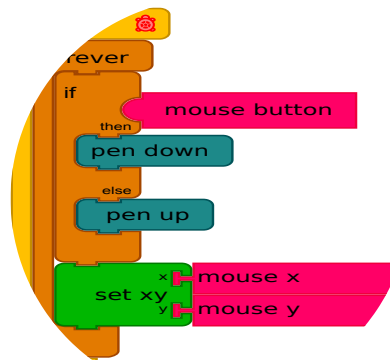 rever
if
mouse button
then
pen down
else
pen up
x mouse x
set xy
y mouse y